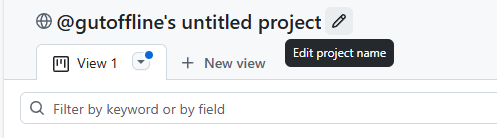 @gutoffline's untitled project
Edit project name
View 1
New view
Filter by keyword or by field